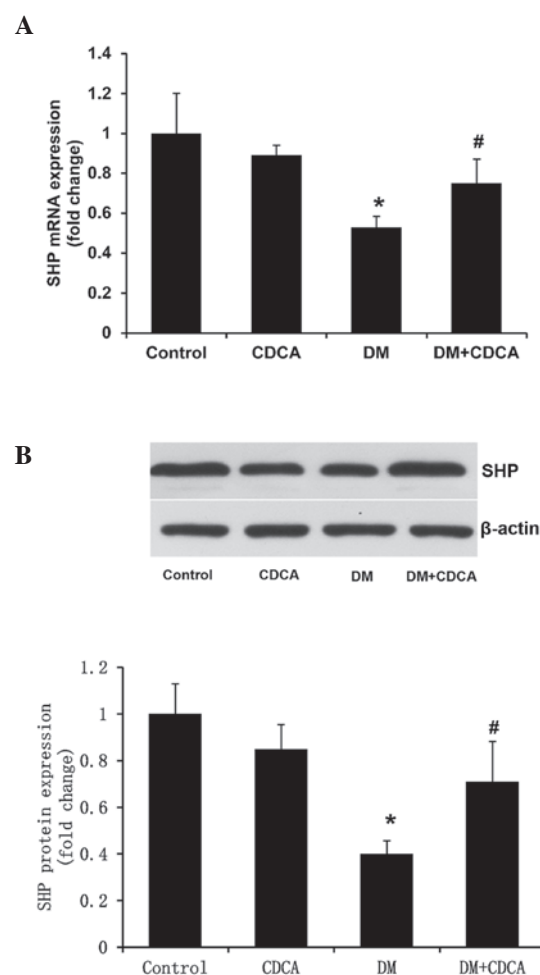 A
SHP mRNA expression
(fold change)
1.4
1.2
1
0.8
0.6
0.4
0.2
0
*
#
Control CDCA DM DM+CDCA
B
SHP
β-actin
Control CDCA DM DM+CDCA
SHP protein expression
(fold change)
1.2
1
0.8
0.6
0.4
0.2
0
*
#
Control CDCA DM DM+CDCA